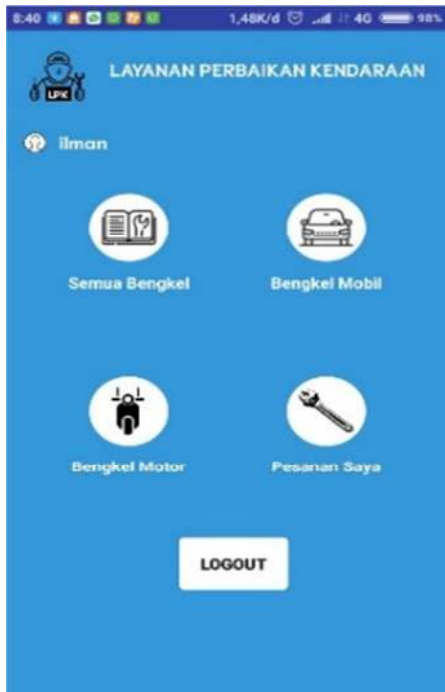 8:40 1,48K/d 4G 98%
LAYANAN PERBAIKAN KENDARAAN
LPK
ilman
Semua Bengkel Bengkel Mobil
Bengkel Motor Pesanan Saya
LOGOUT